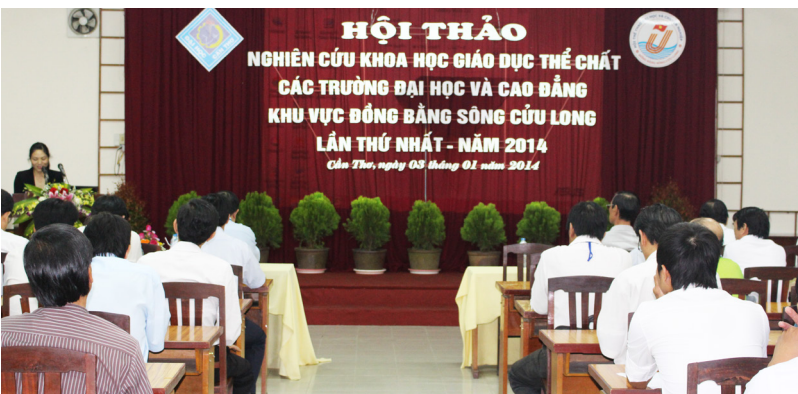 HỘI THẢO
NGHIÊN CỨU KHOA HỌC GIÁO DỤC THỂ CHẤT
CÁC TRƯỜNG ĐẠI HỌC VÀ CAO ĐẲNG
KHU VỰC ĐỒNG BẰNG SÔNG CỬU LONG
LẦN THỨ NHẤT - NĂM 2014
Cần Thơ, ngày 03 tháng 01 năm 2014